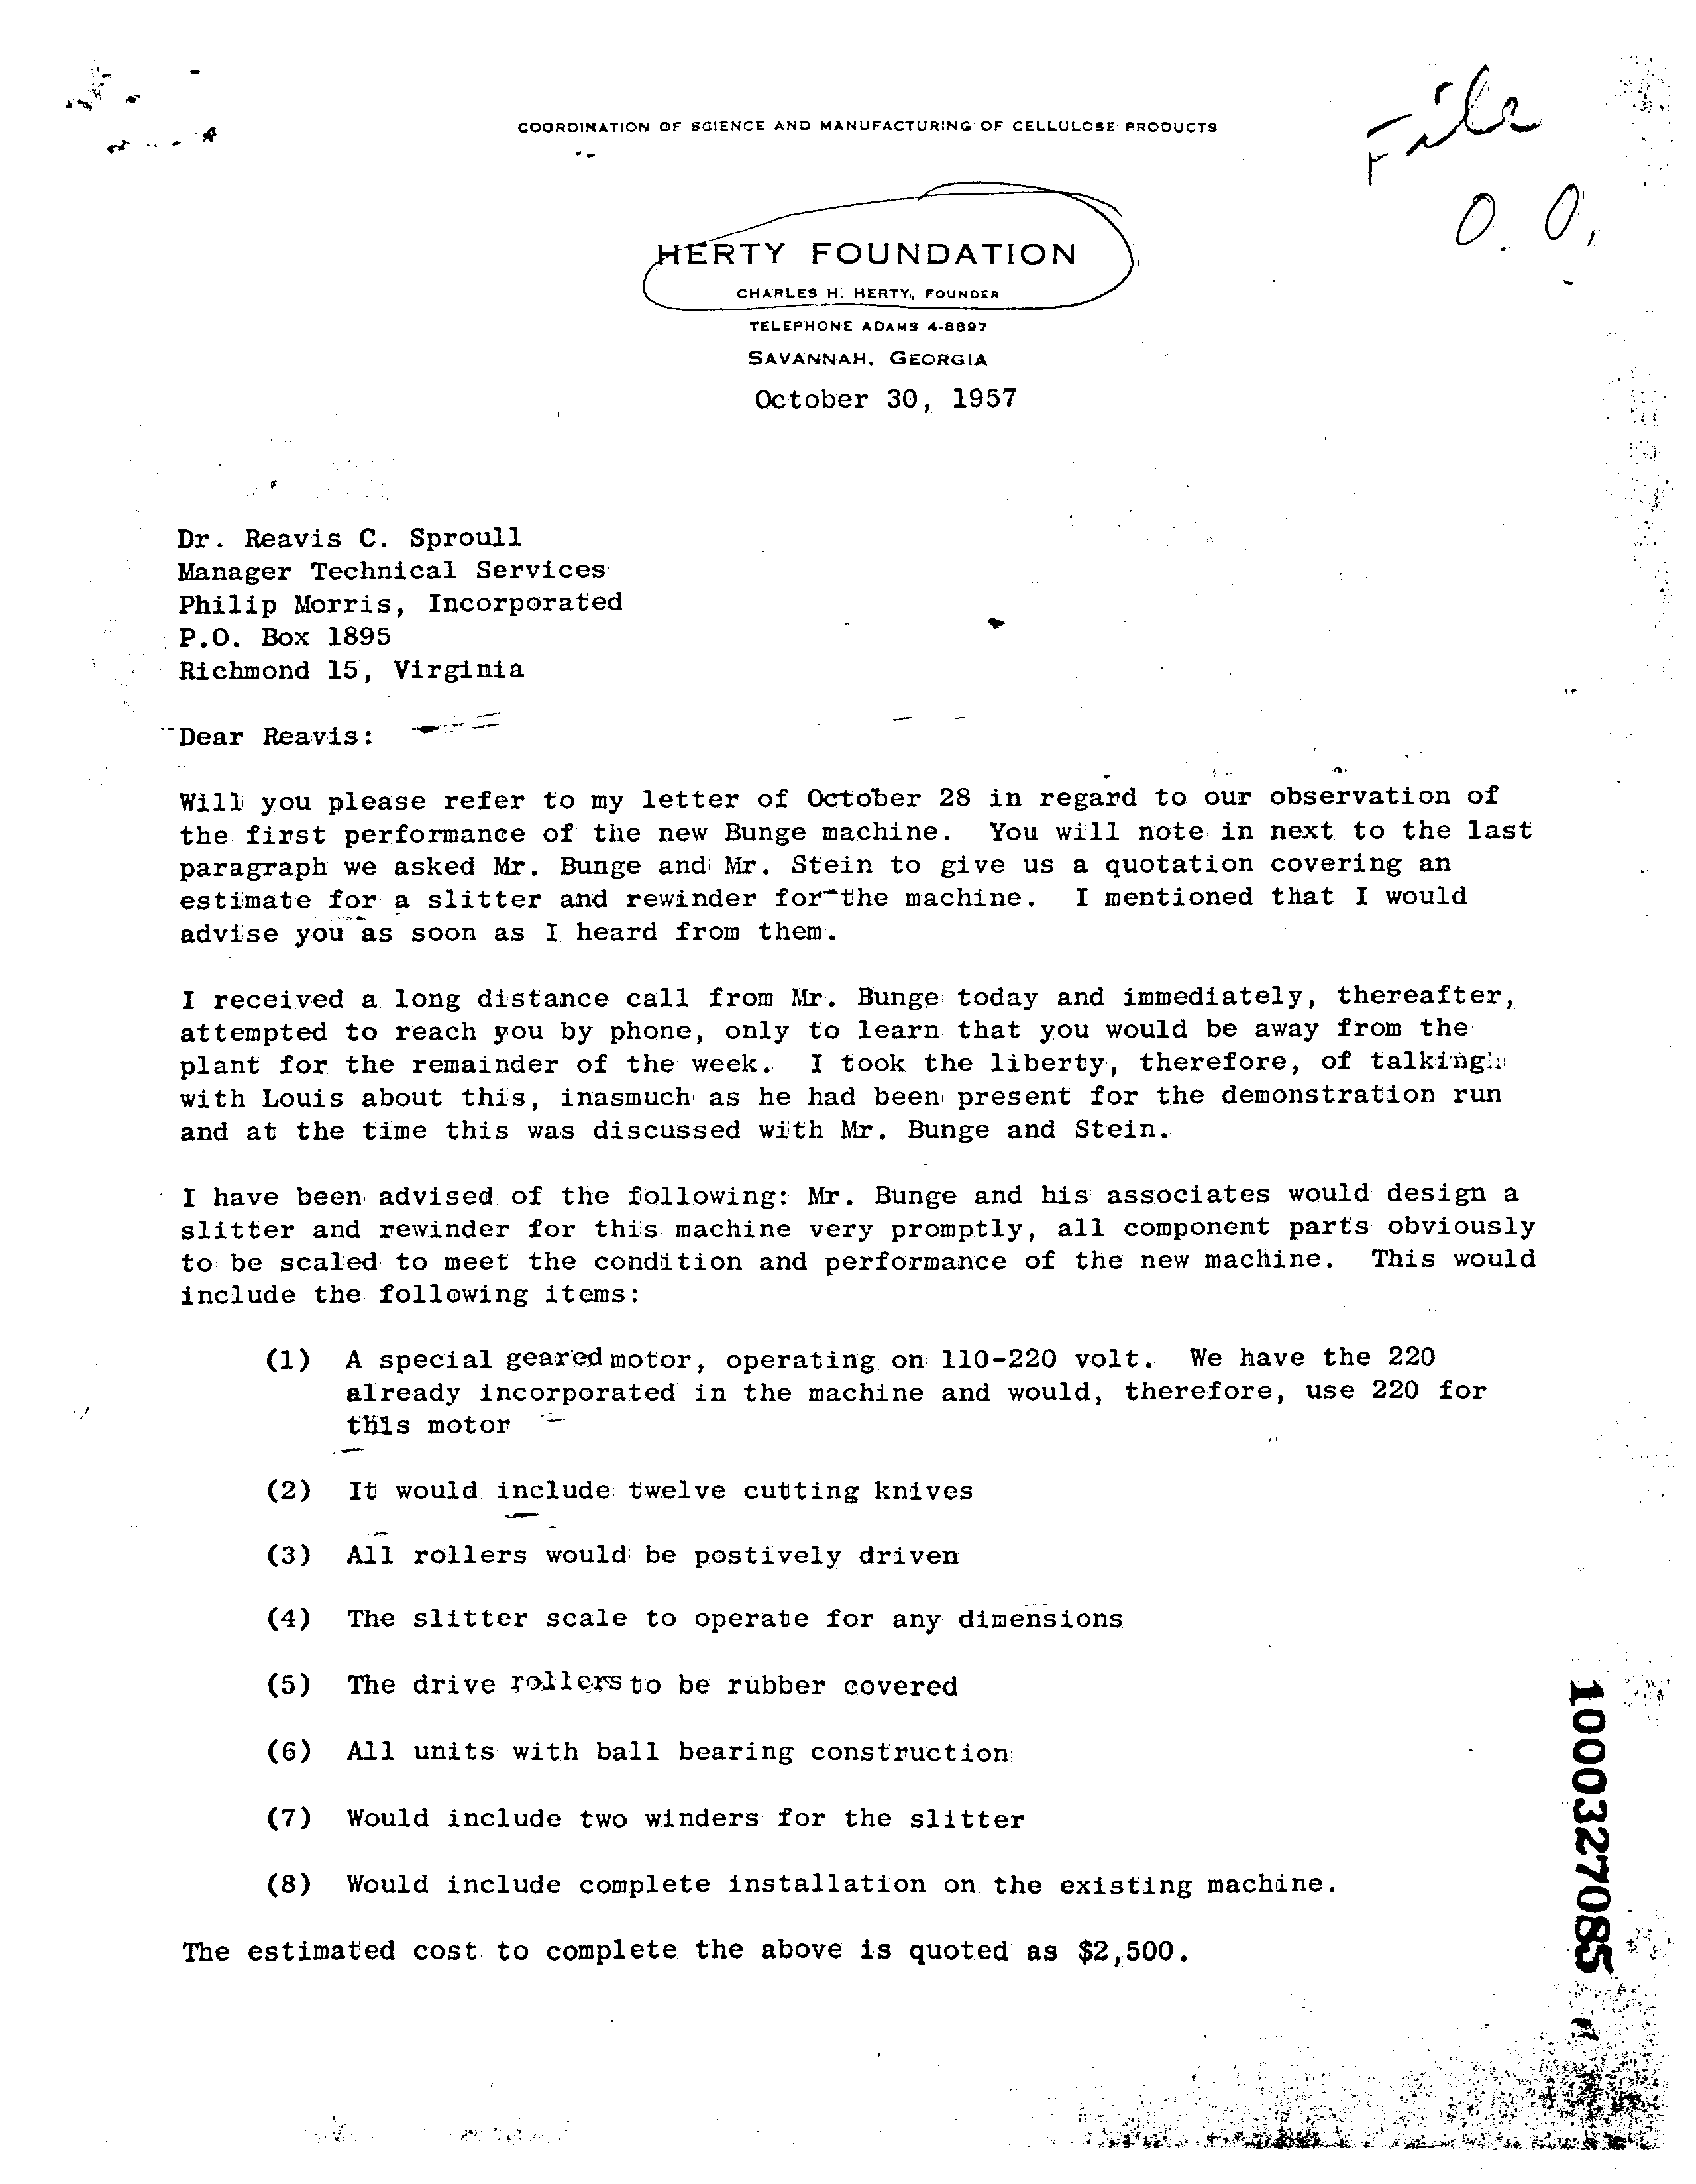 COORDINATION OF SCIENCE AND MANUFACTURING OF CELLULOSE PRODUCTS
File
O. O.
HERTY FOUNDATION
CHARLES H. HERTY, FOUNDER
TELEPHONE ADAMS 4-8897
SAVANNAH, GEORGIA
October 30, 1957
Dr. Reavis C. Sproull
Manager Technical Services
Philip Morris, Incorporated
P.O. Box 1895
Richmond 15, Virginia
Dear Reavis:
Will you please refer to my letter of October 28 in regard to our observation of
the first performance of the new Bunge machine. You will note in next to the last
paragraph we asked Mr. Bunge and Mr. Stein to give us a quotation covering an
estimate for a slitter and rewinder for the machine. I mentioned that I would
advise you as soon as I heard from them.
I received a long distance call from Mr. Bunge today and immediately, thereafter,
attempted to reach you by phone, only to learn that you would be away from the
plant for the remainder of the week. I took the liberty, therefore, of talking
with Louis about this, inasmuch as he had been present for the demonstration run
and at the time this was discussed with Mr. Bunge and Stein.
I have been advised of the following: Mr. Bunge and his associates would design a
slitter and rewinder for this machine very promptly, all component parts obviously
to be scaled to meet the condition and performance of the new machine. This would
include the following items:
(1) A special geared motor, operating on 110-220 volt. We have the 220
already incorporated in the machine and would, therefore, use 220 for
this motor
(2) It would include twelve cutting knives
(3) All rollers would be postively driven
(4) The slitter scale to operate for any dimensions
(5) The drive rollers to be rubber covered
(6) All units with ball bearing construction
(7) Would include two winders for the slitter
(8) Would include complete installation on the existing machine.
The estimated cost to complete the above is quoted as $2,500.
1000327085